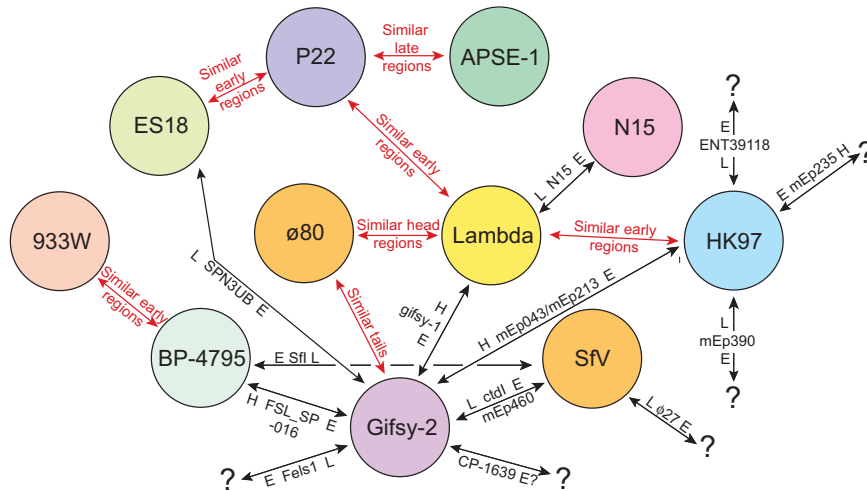 Similar
early
regions
P22
Similar
late
regions
APSE-1
ES18
N15
?
E
ENT39118
L
Similar early
regions
L N15 E
E mEp235 H
?
933W
ø80
Similar head
regions
Lambda
Similar early
regions
HK97
L SPN3UB E
Similar early
regions
Similar tails
H
gifsy-1
E
H mEp043/mEp213 E
L
mEp390
E
BP-4795
E SfI L
SfV
?
H FSL_SP E
-016
Gifsy-2
L ctdI E
mEp460
L ϕ27 E
?
? E Fels1 L
CP-1639 E? ?